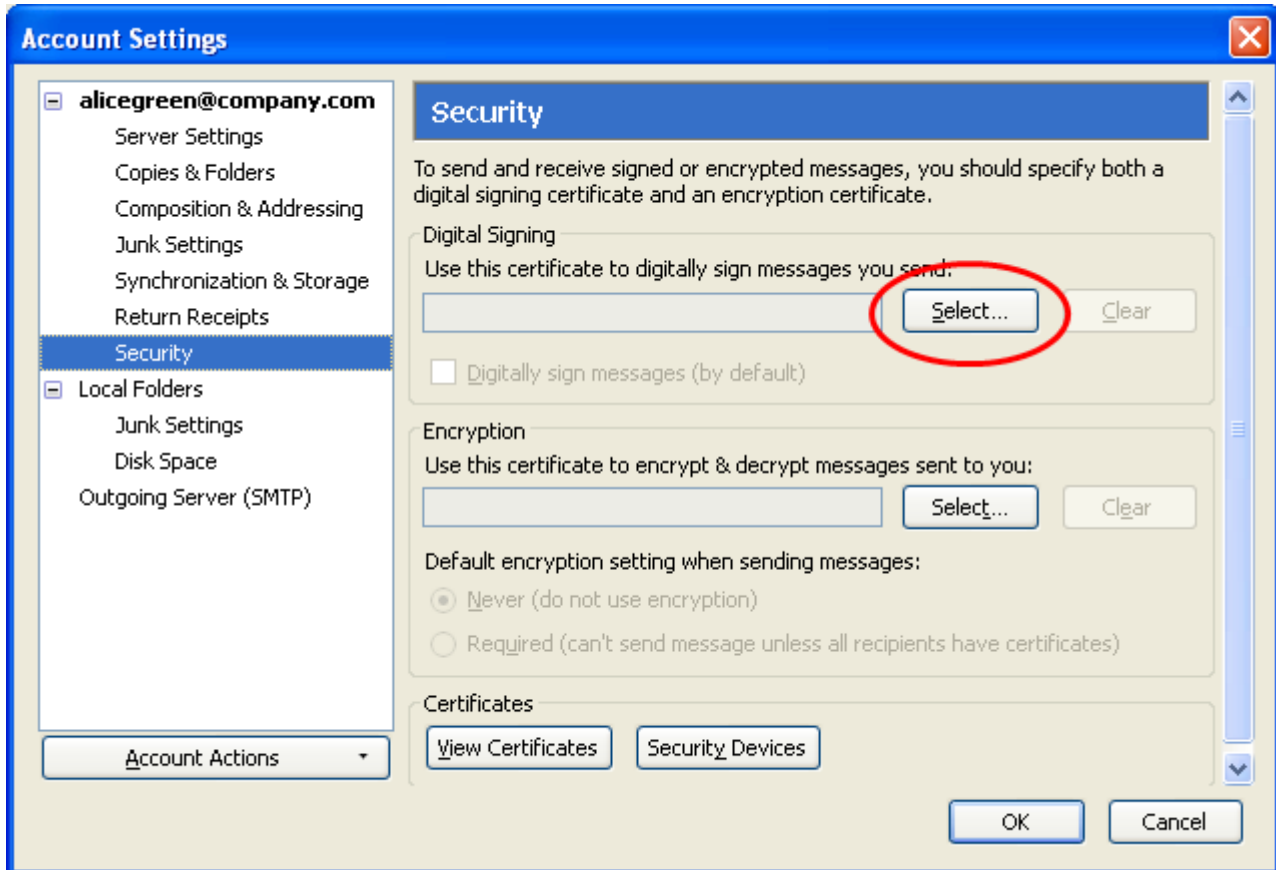 Account Settings
alicegreen@company.com
Server Settings
Copies & Folders
Composition & Addressing
Junk Settings
Synchronization & Storage
Return Receipts
Security
Local Folders
Junk Settings
Disk Space
Outgoing Server (SMTP)
Account Actions
Security
To send and receive signed or encrypted messages, you should specify both a
digital signing certificate and an encryption certificate.
Digital Signing
Use this certificate to digitally sign messages you send:
Select... Clear
Digitally sign messages (by default)
Encryption
Use this certificate to encrypt & decrypt messages sent to you:
Select... Clear
Default encryption setting when sending messages:
Never (do not use encryption)
Required (can't send message unless all recipients have certificates)
Certificates
View Certificates Security Devices
OK Cancel